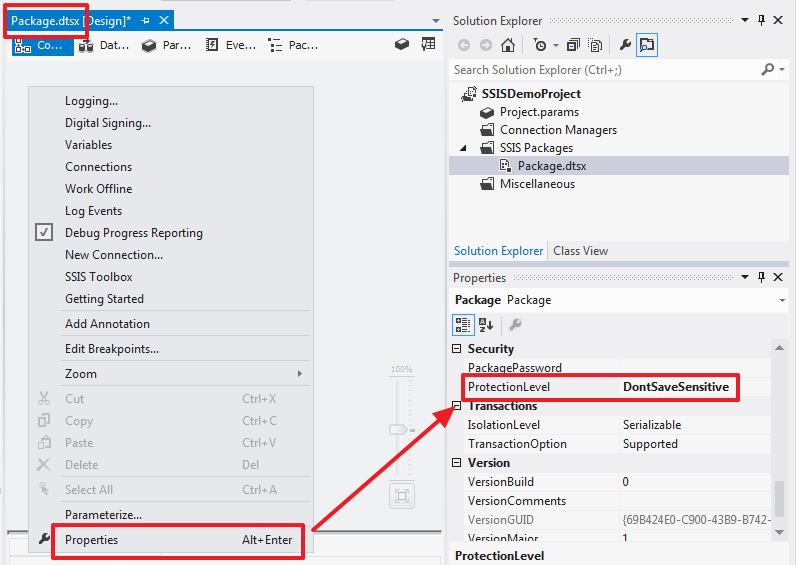 Package.dtsx [Design]*
Co... Dat... Par... Eve... Pac...
Logging...
Digital Signing...
Variables
Connections
Work Offline
Log Events
Debug Progress Reporting
New Connection...
SSIS Toolbox
Getting Started
Add Annotation
Edit Breakpoints...
Zoom
Cut Ctrl+X
Copy Ctrl+C
Paste Ctrl+V
Delete Del
Select All Ctrl+A
Parameterize...
Properties Alt+Enter
100%
Solution Explorer
Search Solution Explorer (Ctrl+;)
SSISDemoProject
Project.params
Connection Managers
SSIS Packages
Package.dtsx
Miscellaneous
Solution Explorer Class View
Properties
Package Package
Security
PackagePassword
ProtectionLevel DontSaveSensitive
Transactions
IsolationLevel Serializable
TransactionOption Supported
Version
VersionBuild 0
VersionComments
VersionGUID {69B424E0-C900-43B9-B742-
VersionMajor 1
ProtectionLevel